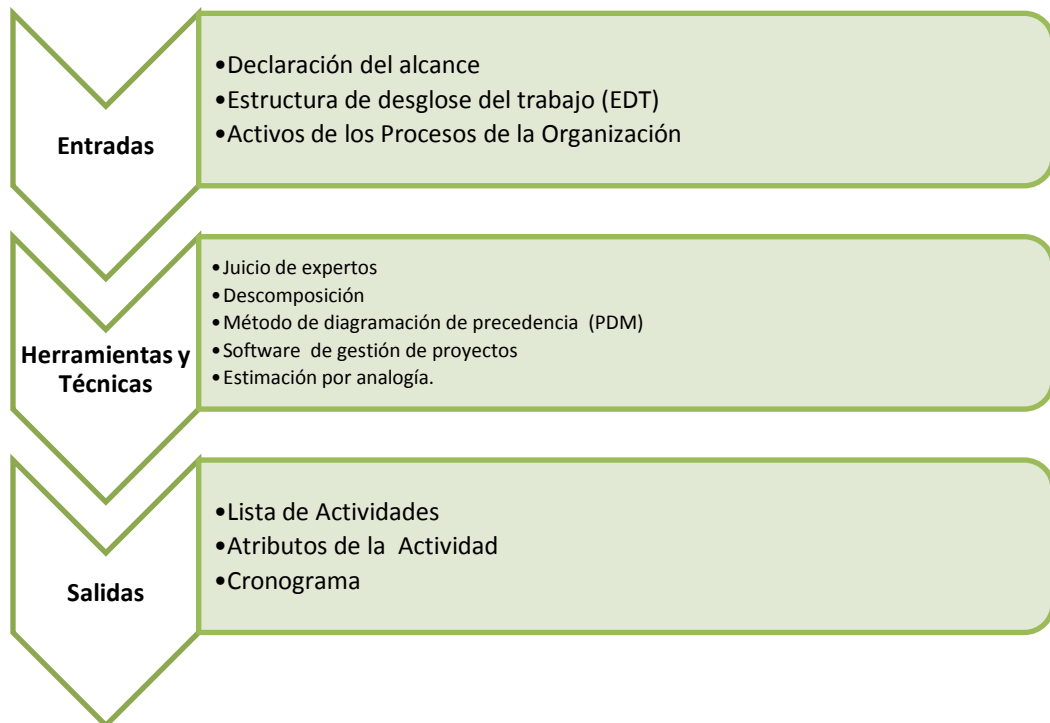 Entradas
•Declaración del alcance
•Estructura de desglose del trabajo (EDT)
•Activos de los Procesos de la Organización
Herramientas y
Técnicas
•Juicio de expertos
•Descomposición
•Método de diagramación de precedencia (PDM)
•Software de gestión de proyectos
•Estimación por analogía.
Salidas
•Lista de Actividades
•Atributos de la Actividad
•Cronograma